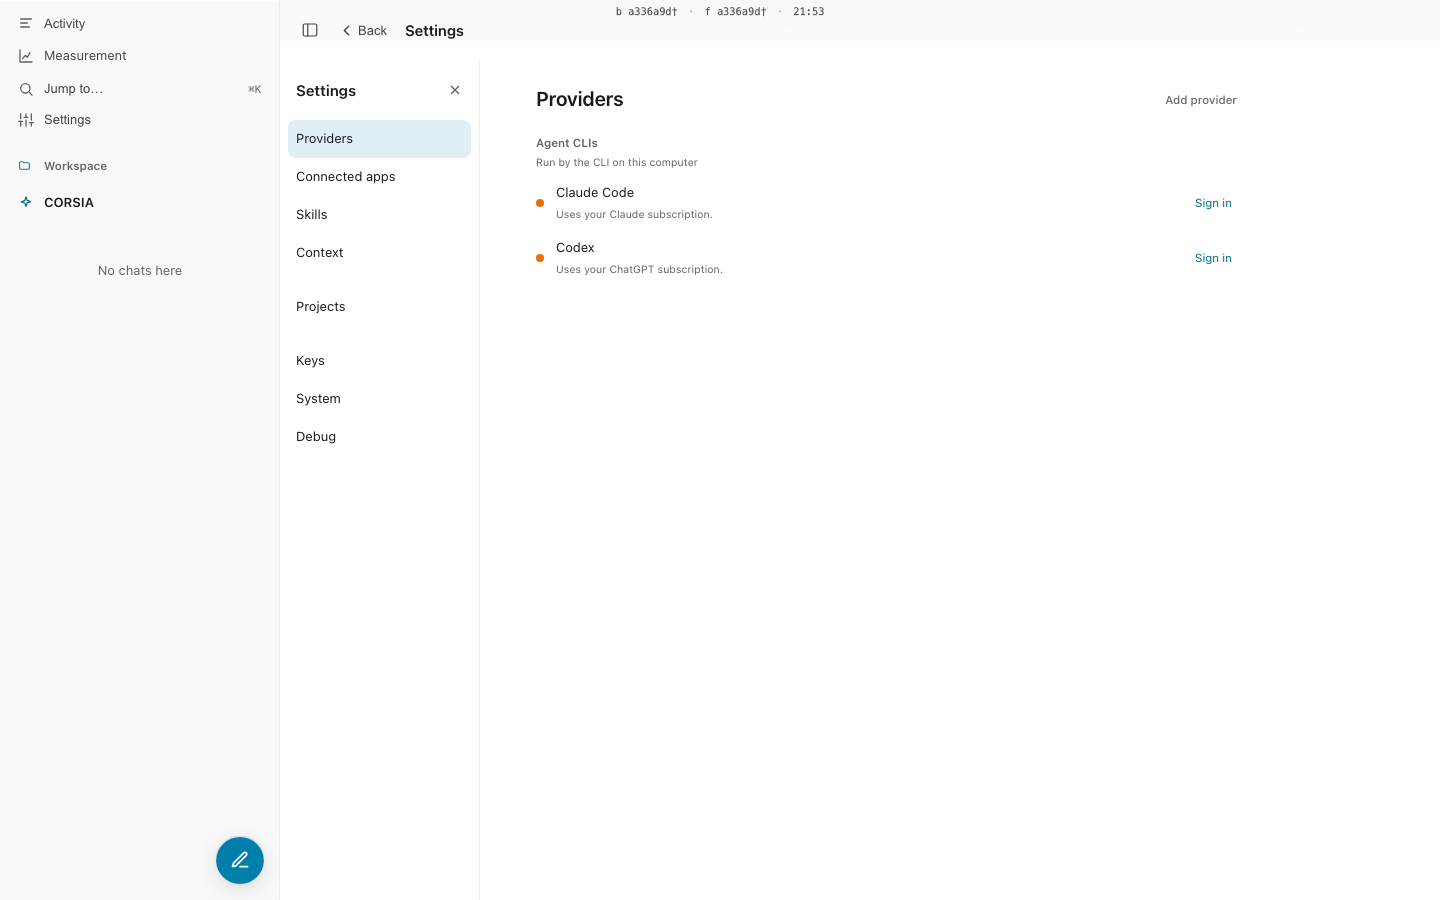 b a336a9d† · f a336a9d† · 21:53
Activity
Measurement
Jump to…
⌘K
Settings
Workspace
CORSIA
No chats here
Back
Settings
Settings
Providers
Connected apps
Skills
Context
Projects
Keys
System
Debug
Providers
Add provider
Agent CLIs
Run by the CLI on this computer
Claude Code
Uses your Claude subscription.
Sign in
Codex
Uses your ChatGPT subscription.
Sign in